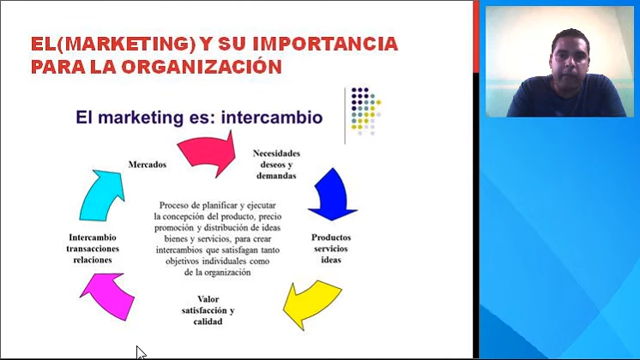 EL(MARKETING) Y SU IMPORTANCIA
PARA LA ORGANIZACIÓN
El marketing es: intercambio
Mercados
Necesidades
deseos y
demandas
Proceso de planificar y ejecutar
la concepción del producto, precio
promoción y distribución de ideas
bienes y servicios, para crear
intercambios que satisfagan tanto
objetivos individuales como
de la organización
Intercambio
transacciones
relaciones
Productos
servicios
ideas
Valor
satisfacción y
calidad